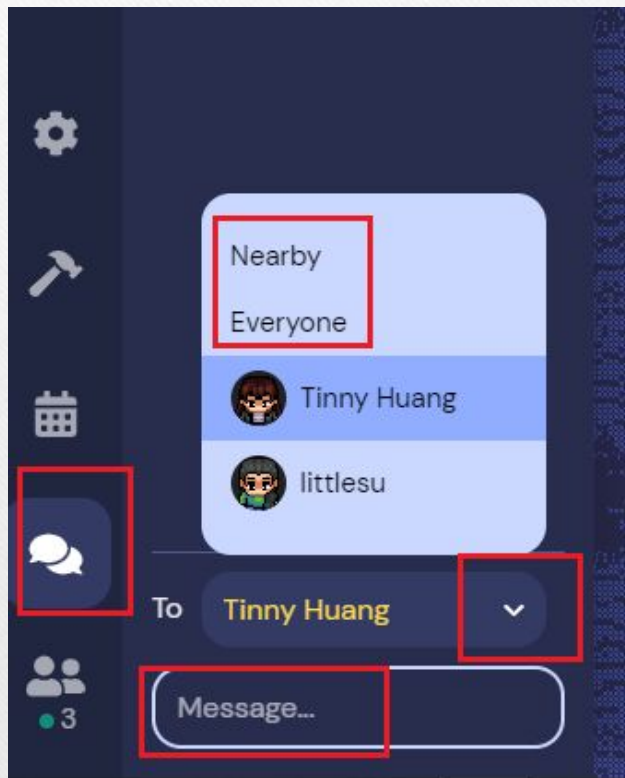 Nearby
Everyone
Tinny Huang
littlesu
To Tinny Huang
Message...
3